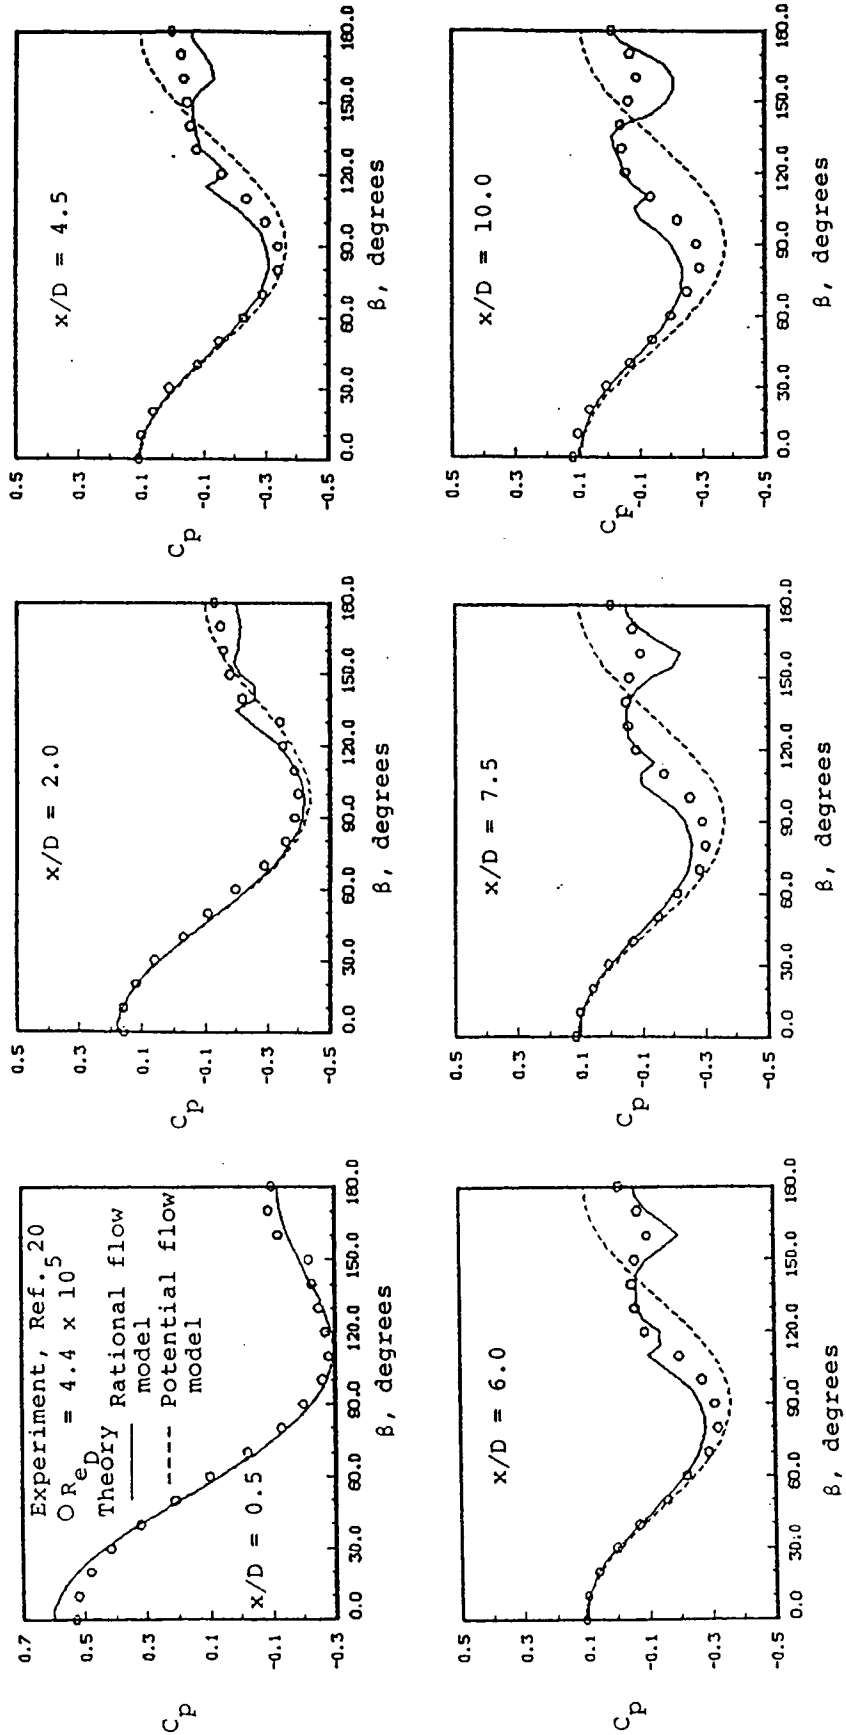 0.7
0.5
0.3
0.1
-0.1
-0.3
Cp
Experiment, Ref. 20
○ ReD = 4.4 x 10^5
Theory
Rational flow
model
---- Potential flow
model
x/D = 0.5
0.0 30.0 60.0 90.0 120.0 150.0 180.0
β, degrees
0.5
0.3
0.1
-0.1
-0.3
-0.5
Cp
x/D = 2.0
0.0 30.0 60.0 90.0 120.0 150.0 180.0
β, degrees
0.5
0.3
0.1
-0.1
-0.3
-0.5
Cp
x/D = 4.5
0.0 30.0 60.0 90.0 120.0 150.0 180.0
β, degrees
0.5
0.3
0.1
-0.1
-0.3
-0.5
Cp
x/D = 6.0
0.0 30.0 60.0 90.0 120.0 150.0 180.0
β, degrees
0.5
0.3
0.1
-0.1
-0.3
-0.5
Cp
x/D = 7.5
0.0 30.0 60.0 90.0 120.0 150.0 180.0
β, degrees
0.5
0.3
0.1
-0.1
-0.3
-0.5
Cp
x/D = 10.0
0.0 30.0 60.0 90.0 120.0 150.0 180.0
β, degrees